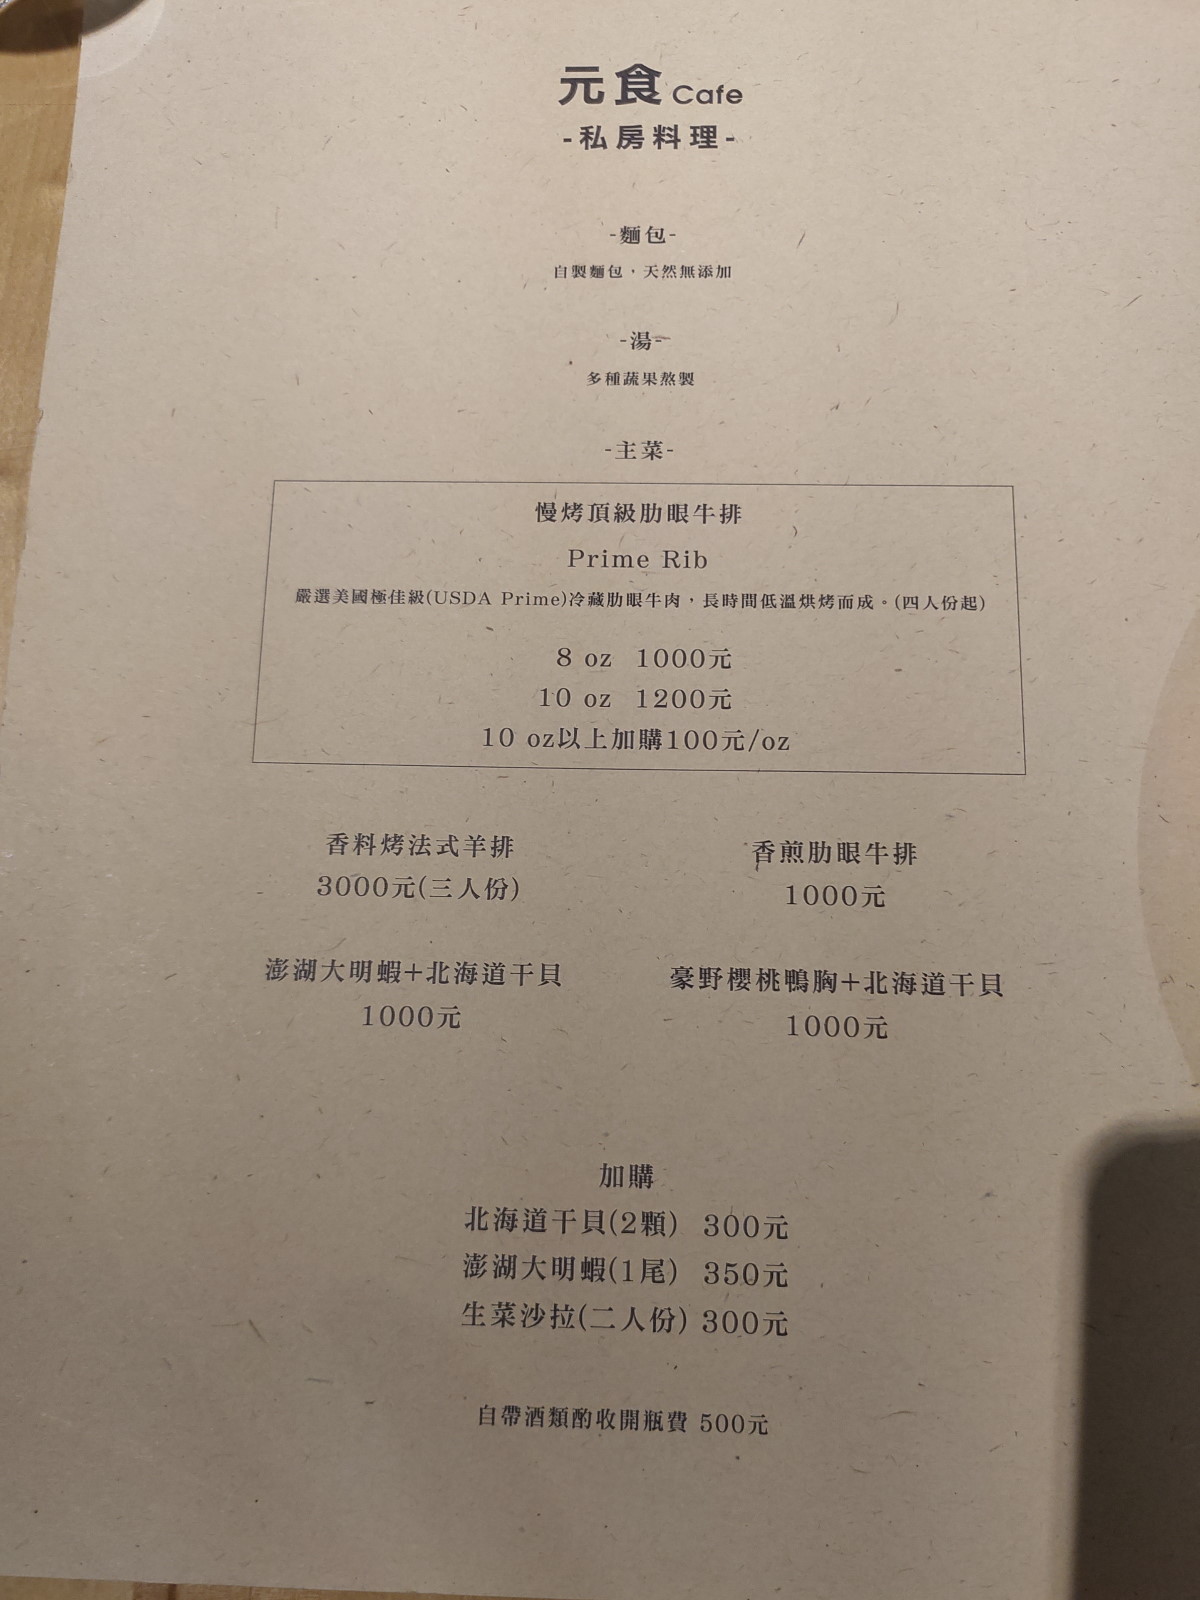 元食 Cafe
-私房料理-
-麵包-
自製麵包，天然無添加
-湯-
多種蔬果熬製
-主菜-
慢烤頂級肋眼牛排
Prime Rib
嚴選美國極佳級(USDA Prime)冷藏肋眼牛肉，長時間低溫烘烤而成。(四人份起)
8 oz 1000元
10 oz 1200元
10 oz以上加購100元/oz
香料烤法式羊排
3000元(三人份)
香煎肋眼牛排
1000元
澎湖大明蝦+北海道干貝
1000元
豪野櫻桃鴨胸+北海道干貝
1000元
加購
北海道干貝(2顆) 300元
澎湖大明蝦(1尾) 350元
生菜沙拉(二人份) 300元
自帶酒類酌收開瓶費 500元